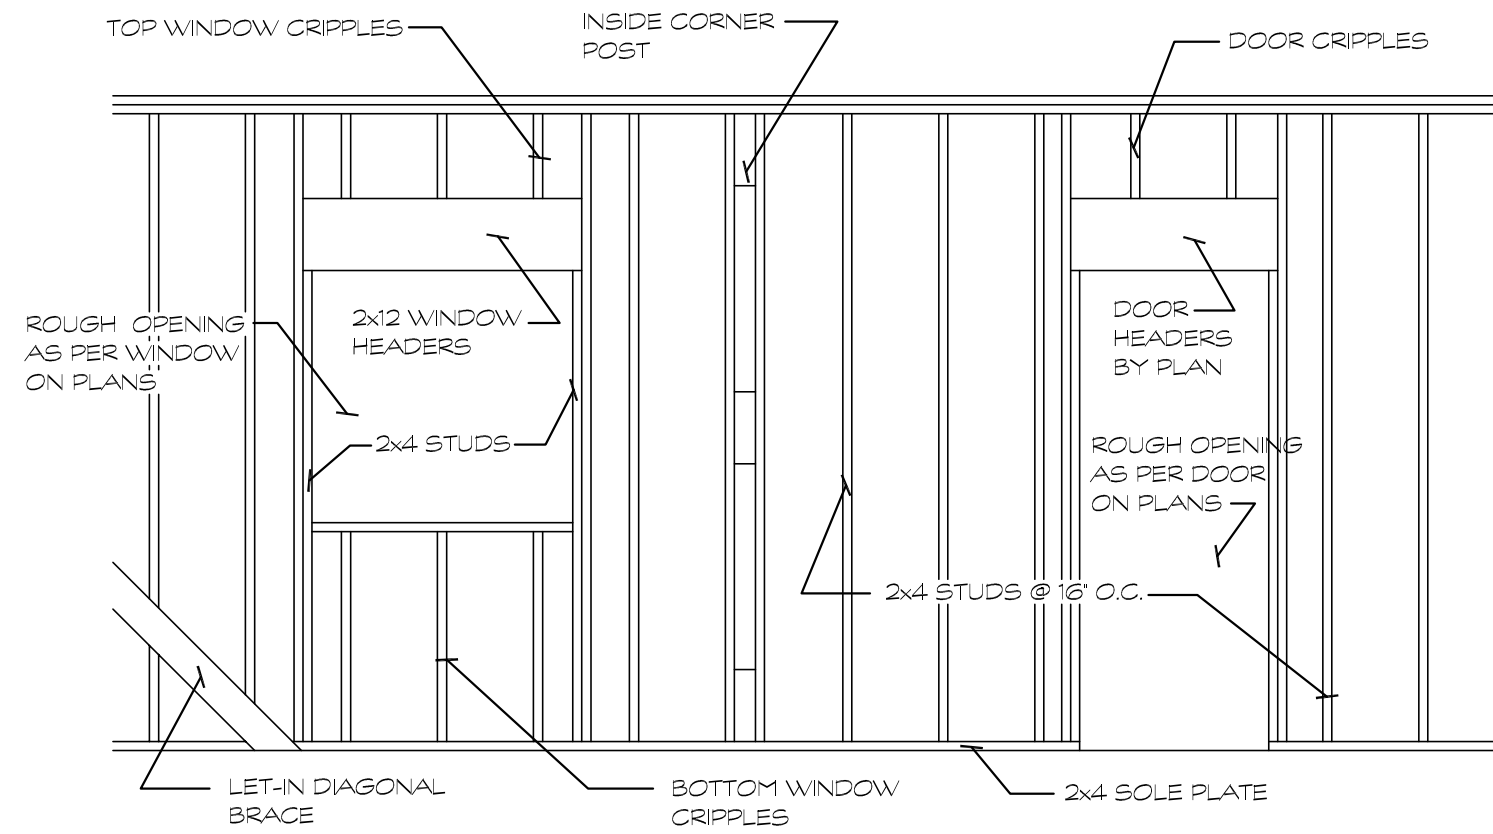 TOP WINDOW CRIPPLES
INSIDE CORNER
POST
DOOR CRIPPLES
ROUGH OPENING
AS PER WINDOW
ON PLANS
2x12 WINDOW
HEADERS
DOOR
HEADERS
BY PLAN
2x4 STUDS
ROUGH OPENING
AS PER DOOR
ON PLANS
2x4 STUDS @ 16" O.C.
LET-IN DIAGONAL
BRACE
BOTTOM WINDOW
CRIPPLES
2x4 SOLE PLATE